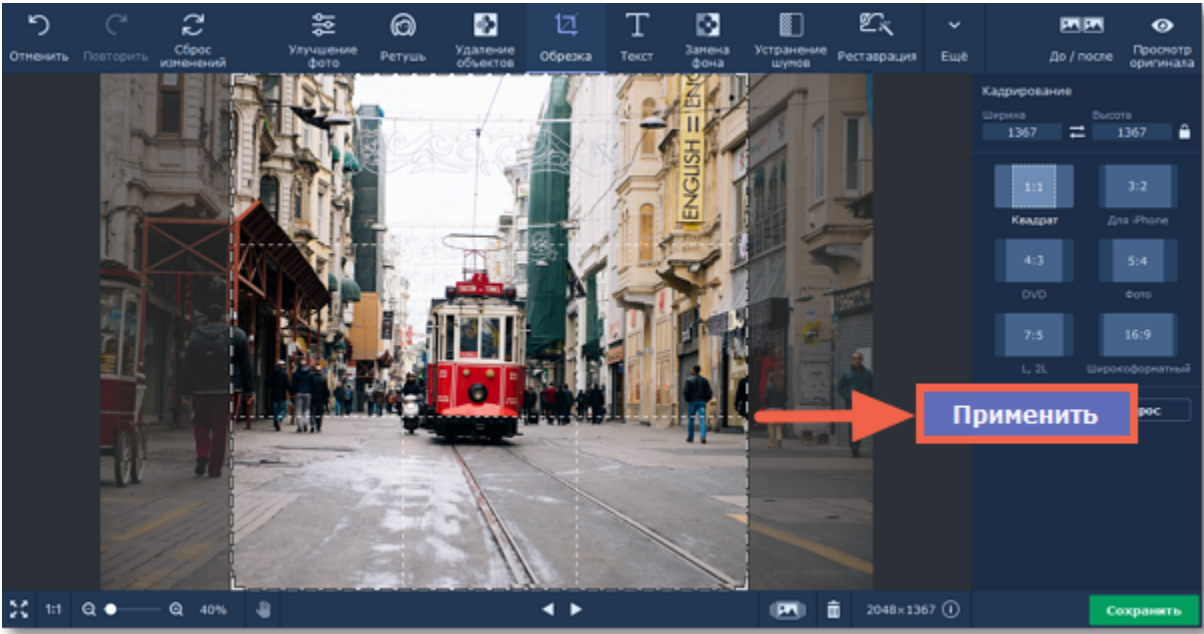 Отменить
Повторить
Сброс
изменений
Улучшение
фото
Ретушь
Удаление
объектов
Обрезка
Текст
Замена
фона
Устранение
шумов
Реставрация
Ещё
До / после
Просмотр
оригинала
Кадрирование
Ширина
Высота
1367
1367
1:1
3:2
Квадрат
Для iPhone
4:3
5:4
DVD
Фото
7:5
16:9
L, 2L
Широкоформатный
Применить
рос
ENGLISH = ENG
1:1
40%
2048×1367
Сохранить